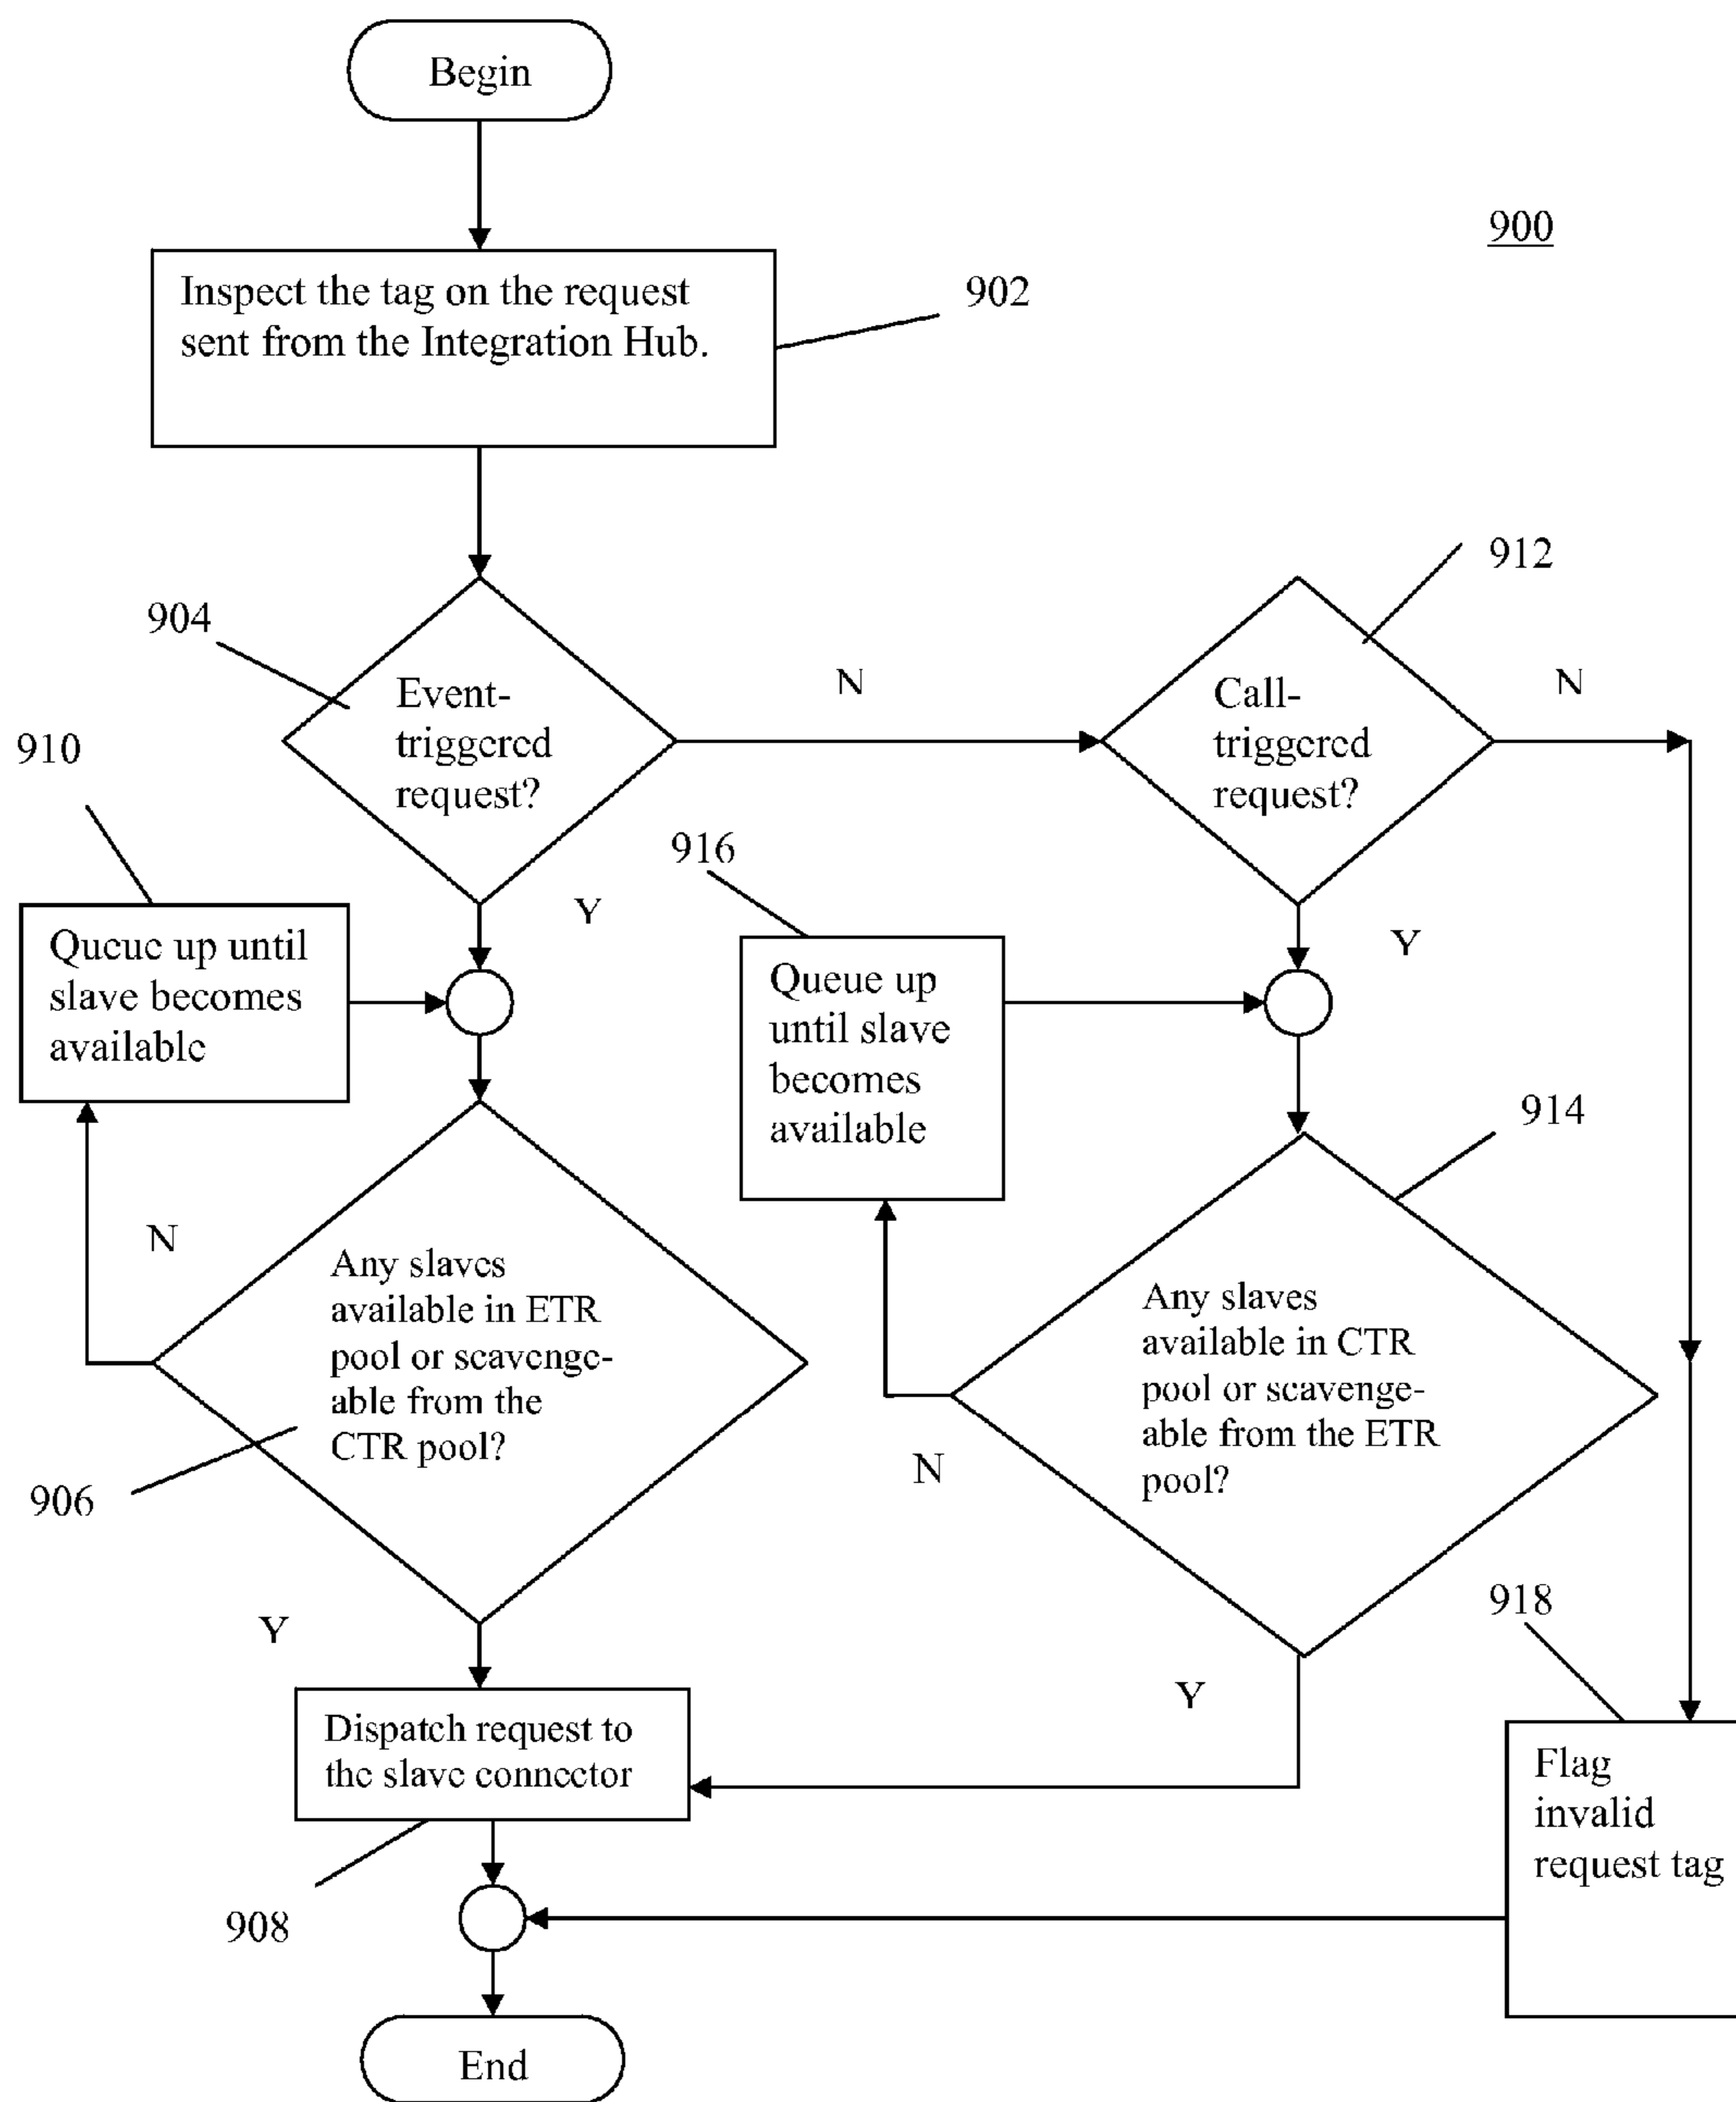 Begin
900
Inspect the tag on the request
sent from the Integration Hub.
902
912
904
Event-
triggered
request?
N
Call-
triggered
request?
N
910
916
Y
Y
Queue up until
slave becomes
available
Queue up
until slave
becomes
available
914
N
Any slaves
available in ETR
pool or scavenge-
able from the
CTR pool?
Any slaves
available in CTR
pool or scavenge-
able from the ETR
pool?
N
906
918
Y
Y
Dispatch request to
the slave connector
Flag
invalid
request tag
908
End